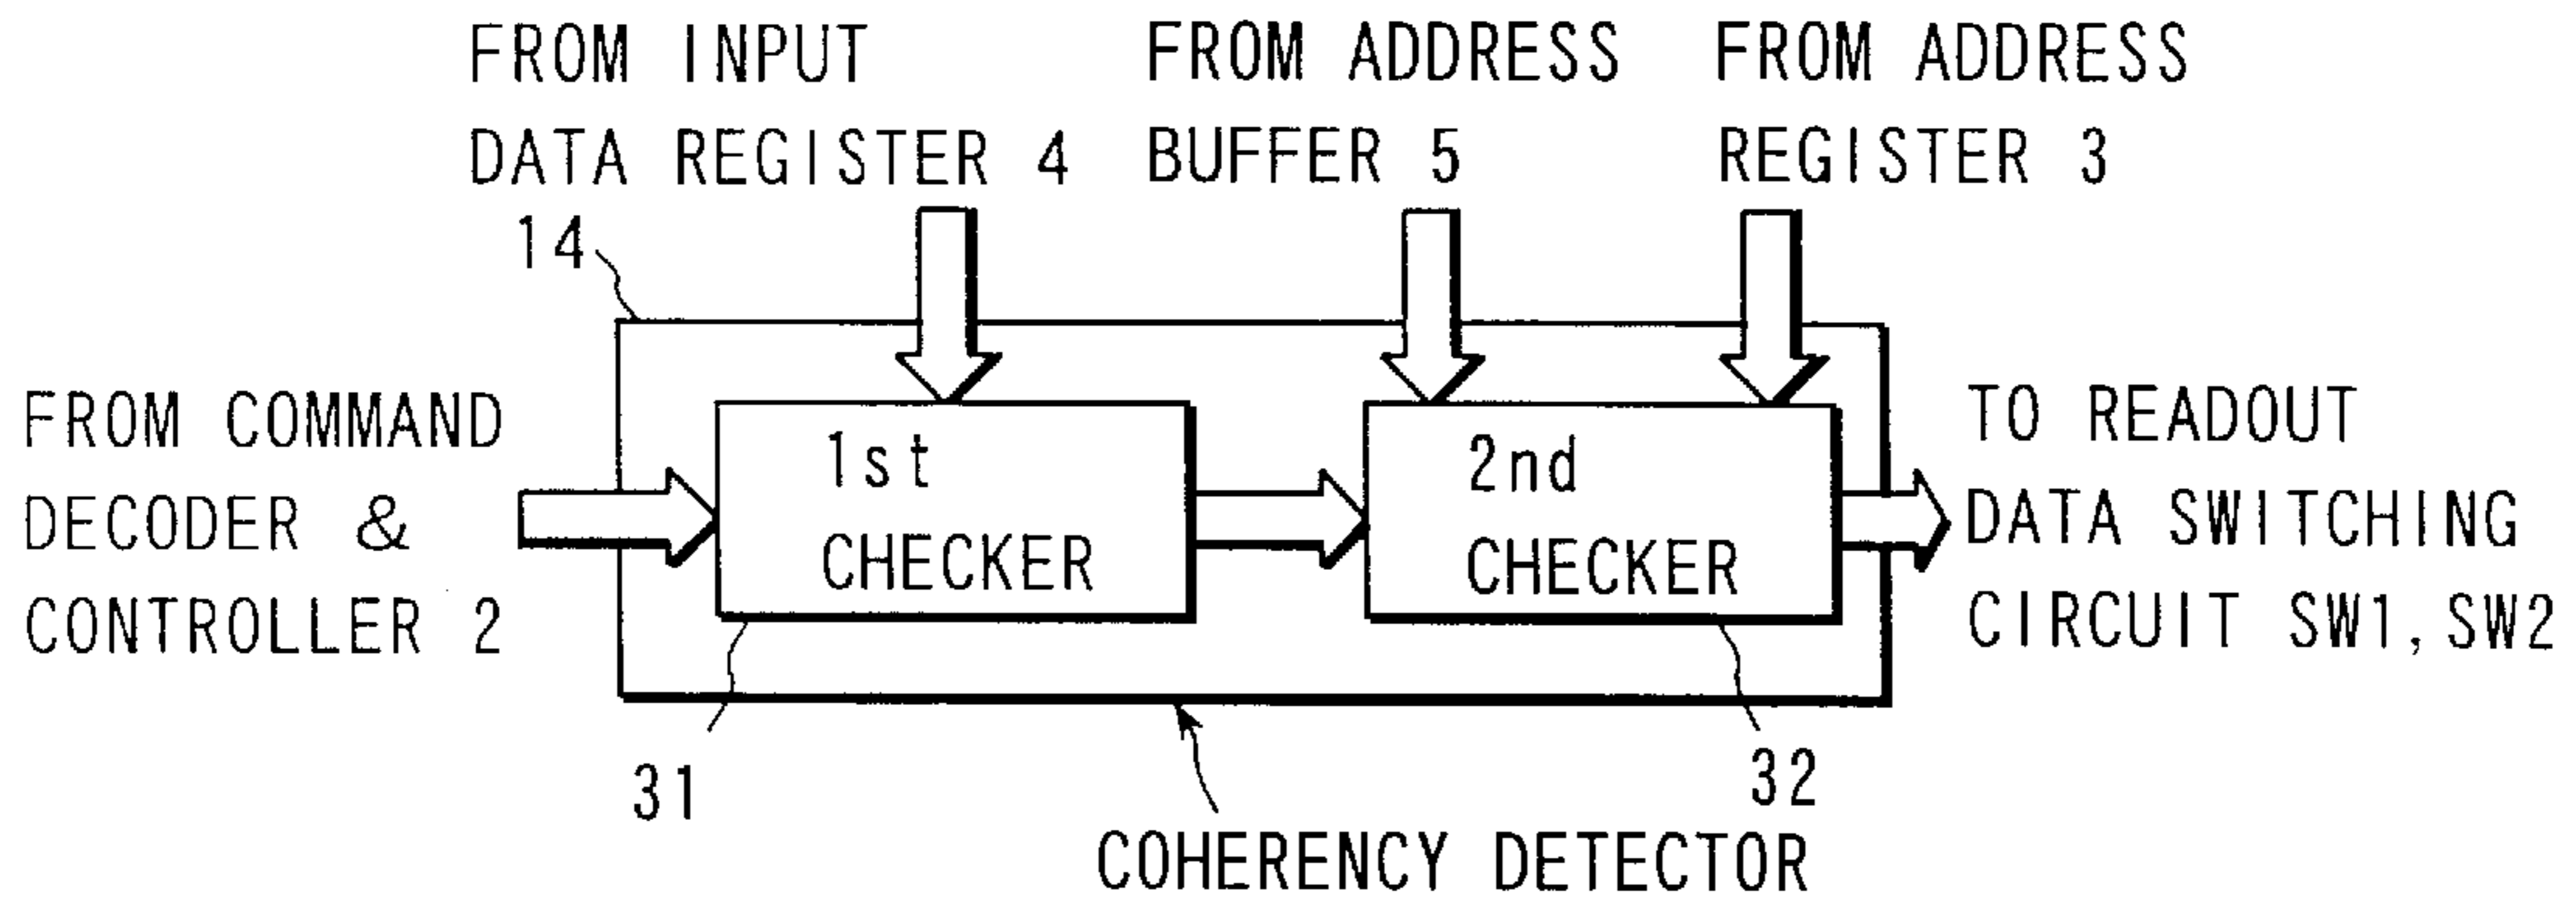 FROM INPUT
DATA REGISTER 4
FROM ADDRESS
BUFFER 5
FROM ADDRESS
REGISTER 3
14
FROM COMMAND
DECODER &
CONTROLLER 2
1st
CHECKER
2nd
CHECKER
TO READOUT
DATA SWITCHING
CIRCUIT SW1, SW2
31
32
COHERENCY DETECTOR